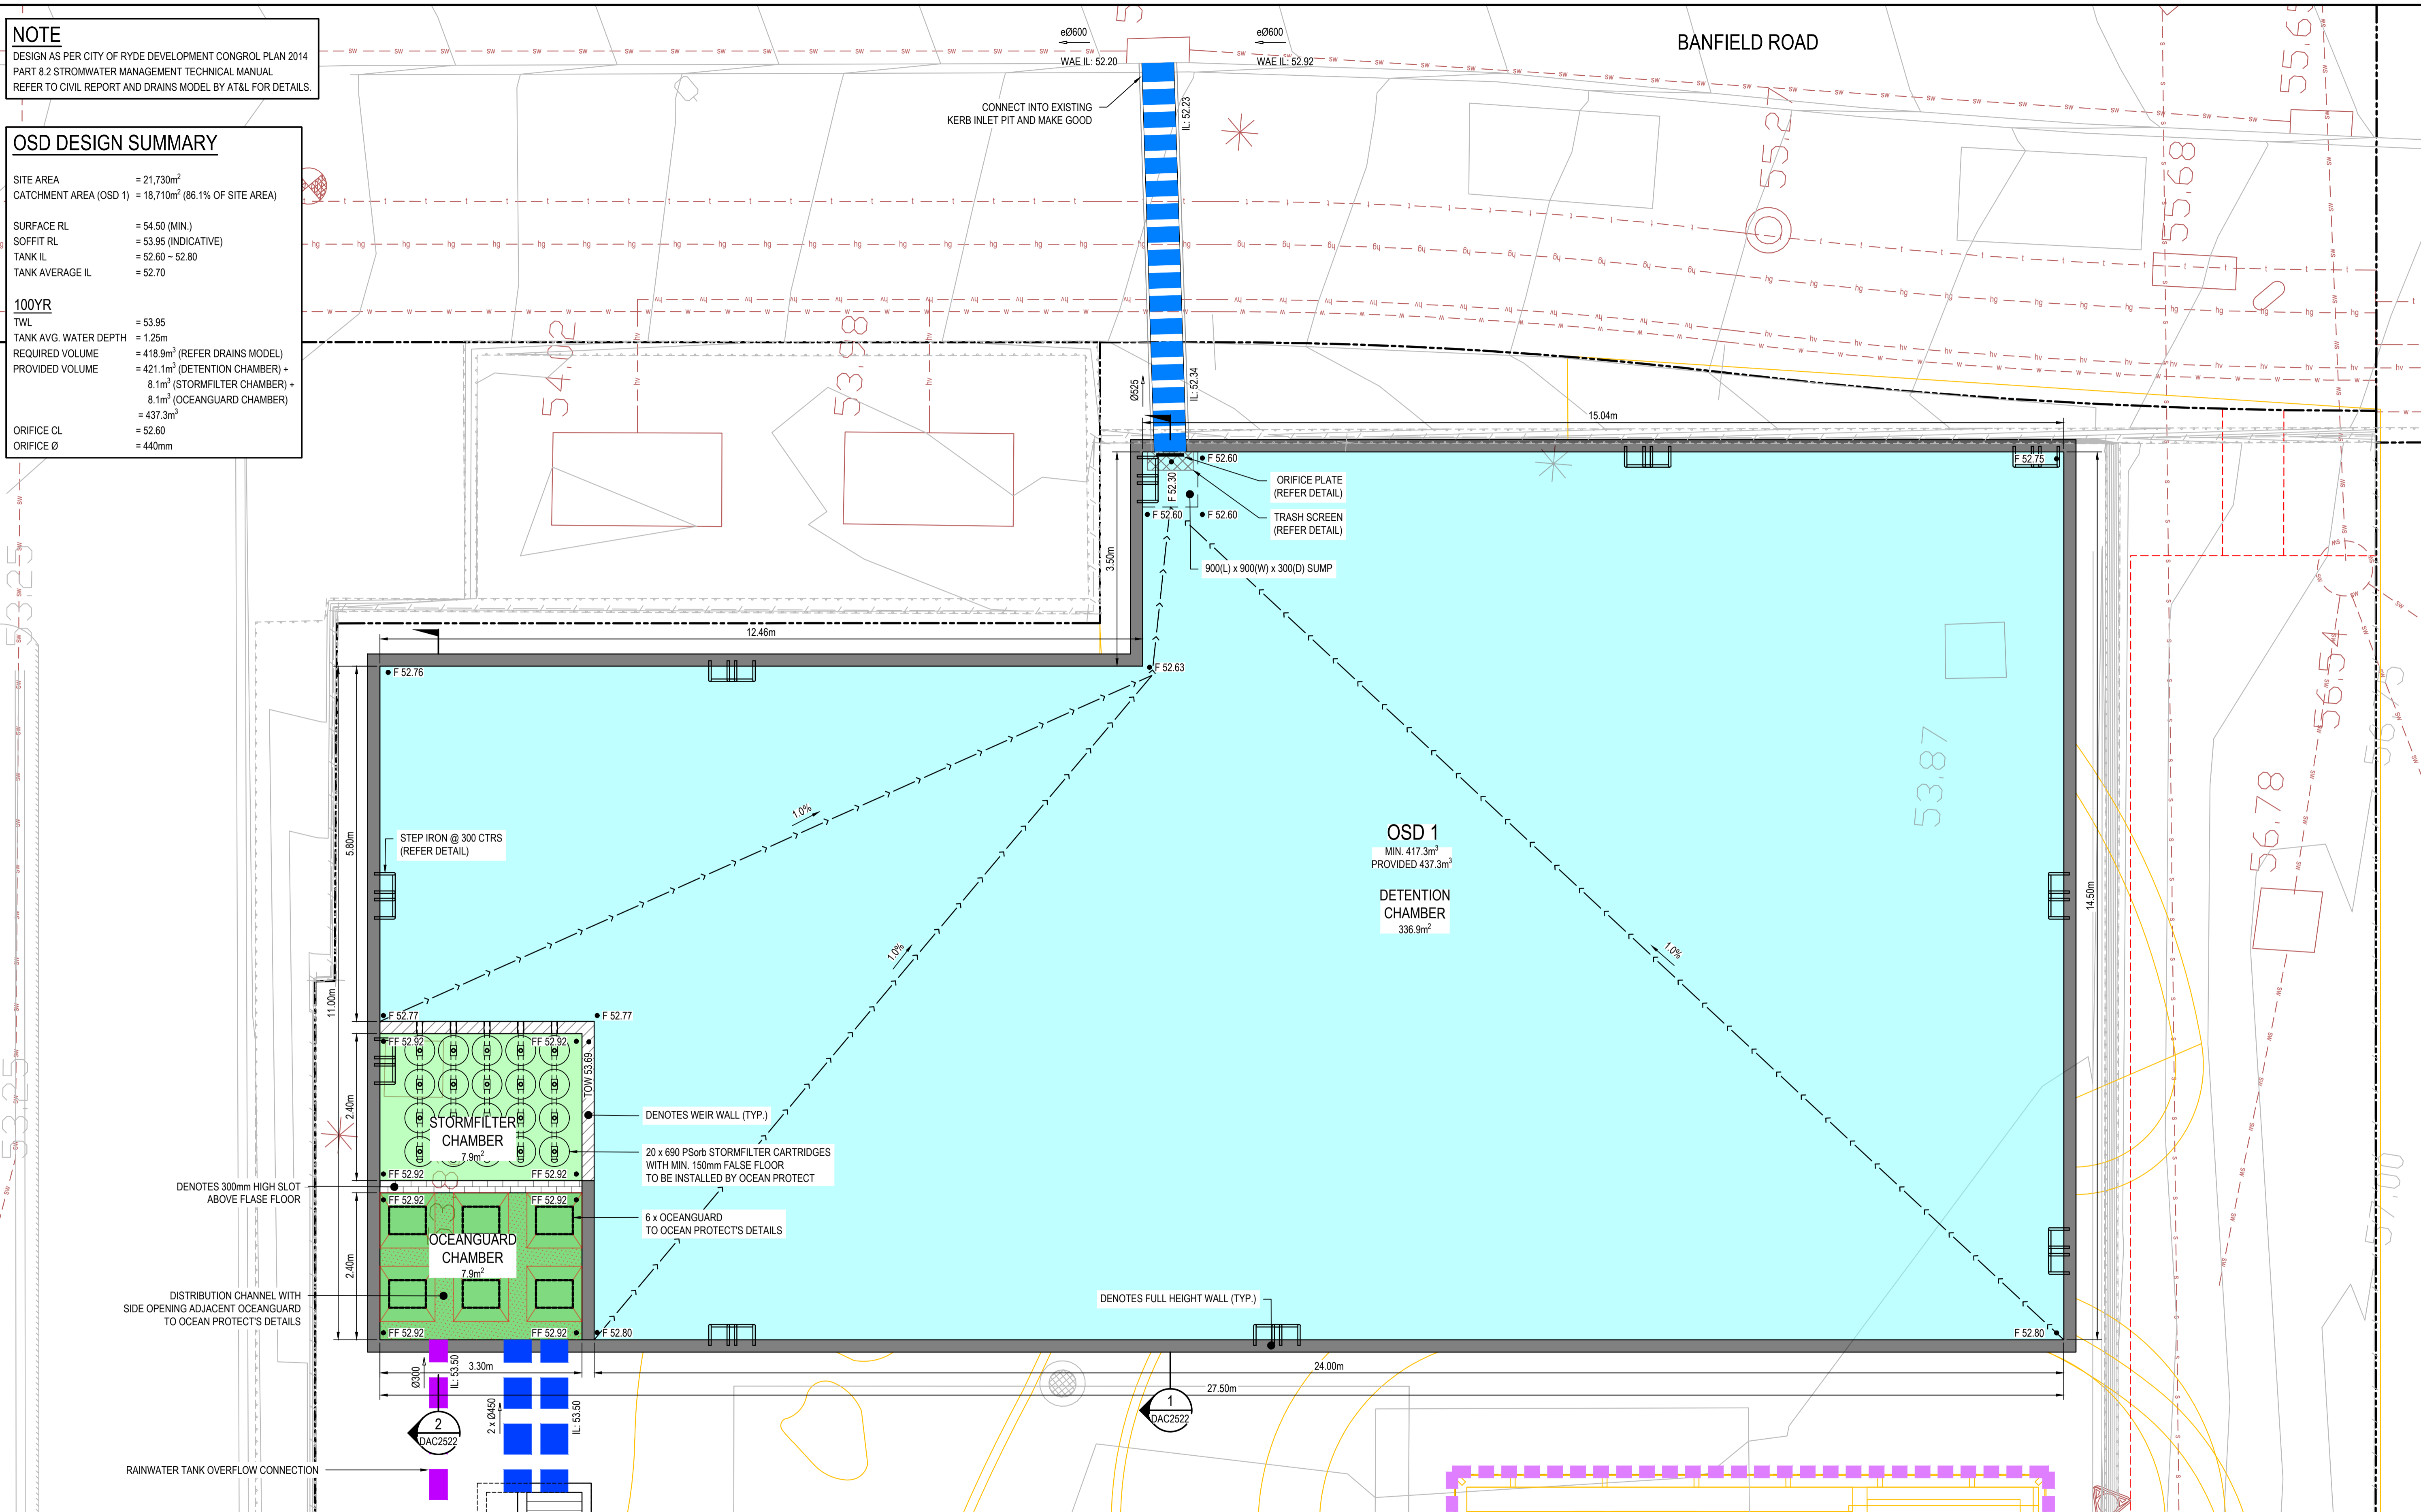 NOTE
DESIGN AS PER CITY OF RYDE DEVELOPMENT CONGROL PLAN 2014
PART 8.2 STROMWATER MANAGEMENT TECHNICAL MANUAL
REFER TO CIVIL REPORT AND DRAINS MODEL BY AT&L FOR DETAILS.
OSD DESIGN SUMMARY
SITE AREA = 21,730m²
CATCHMENT AREA (OSD 1) = 18,710m² (86.1% OF SITE AREA)
SURFACE RL = 54.50 (MIN.)
SOFFIT RL = 53.95 (INDICATIVE)
TANK IL = 52.60 ~ 52.80
TANK AVERAGE IL = 52.70
100YR
TWL = 53.95
TANK AVG. WATER DEPTH = 1.25m
REQUIRED VOLUME = 418.9m³ (REFER DRAINS MODEL)
PROVIDED VOLUME = 421.1m³ (DETENTION CHAMBER) +
8.1m³ (STORMFILTER CHAMBER) +
8.1m³ (OCEANGUARD CHAMBER)
= 437.3m³
ORIFICE CL = 52.60
ORIFICE Ø = 440mm
eØ600
WAE IL: 52.20
eØ600
WAE IL: 52.92
BANFIELD ROAD
CONNECT INTO EXISTING
KERB INLET PIT AND MAKE GOOD
IL: 52.23
55.27
55.68
54.02
53.98
Ø525
IL: 52.34
15.04m
F 52.60
F 52.75
F 52.30
ORIFICE PLATE
(REFER DETAIL)
F 52.60
F 52.60
TRASH SCREEN
(REFER DETAIL)
3.50m
900(L) x 900(W) x 300(D) SUMP
53.25
12.46m
F 52.63
F 52.76
56.54
53.87
56.78
1.0%
5.80m
STEP IRON @ 300 CTRS
(REFER DETAIL)
OSD 1
MIN. 417.3m³
PROVIDED 437.3m³
DETENTION
CHAMBER
336.9m²
14.50m
1.0%
1.0%
11.00m
F 52.77
F 52.77
FF 52.92
FF 52.92
TOW 53.69
53.25
2.40m
STORMFILTER
CHAMBER
7.9m²
DENOTES WEIR WALL (TYP.)
20 x 690 PSorb STORMFILTER CARTRIDGES
WITH MIN. 150mm FALSE FLOOR
TO BE INSTALLED BY OCEAN PROTECT
FF 52.92
FF 52.92
DENOTES 300mm HIGH SLOT
ABOVE FLASE FLOOR
FF 52.92
FF 52.92
6 x OCEANGUARD
TO OCEAN PROTECT'S DETAILS
2.40m
OCEANGUARD
CHAMBER
7.9m²
DISTRIBUTION CHANNEL WITH
SIDE OPENING ADJACENT OCEANGUARD
TO OCEAN PROTECT'S DETAILS
DENOTES FULL HEIGHT WALL (TYP.)
FF 52.92
FF 52.92
F 52.80
F 52.80
Ø300
IL: 53.50
3.30m
24.00m
27.50m
2
DAC2522
2 x Ø450
IL: 53.50
1
DAC2522
RAINWATER TANK OVERFLOW CONNECTION